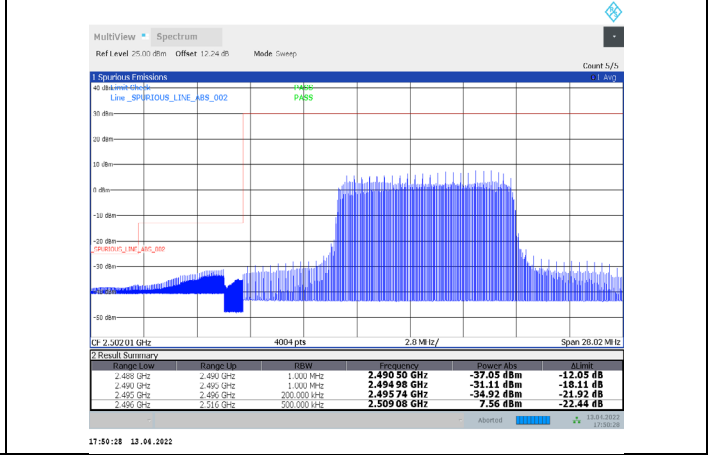 MultiView Spectrum
Ref Level 25.00 dBm Offset 12.24 dB Mode Sweep
Count 5/5
1 Spurious Emissions 1 Avg
40 dBm Limit Check PASS
Line _SPURIOUS_LINE_ABS_002 PASS
30 dBm
20 dBm
10 dBm
0 dBm
-10 dBm
-20 dBm
_SPURIOUS_LINE_ABS_002
-30 dBm
-50 dBm
CF 2.50201 GHz 4004 pts 2.8 MHz/ Span 28.02 MHz
2 Result Summary
Range Low Range Up RBW Frequency Power Abs ΔLimit
2.488 GHz 2.490 GHz 1.000 MHz 2.490 50 GHz -37.05 dBm -12.05 dB
2.490 GHz 2.495 GHz 1.000 MHz 2.494 98 GHz -31.11 dBm -18.11 dB
2.495 GHz 2.496 GHz 200.000 kHz 2.495 74 GHz -34.92 dBm -21.92 dB
2.496 GHz 2.516 GHz 500.000 kHz 2.509 08 GHz 7.56 dBm -22.44 dB
Aborted 13.04.2022
17:50:28
17:50:28 13.04.2022